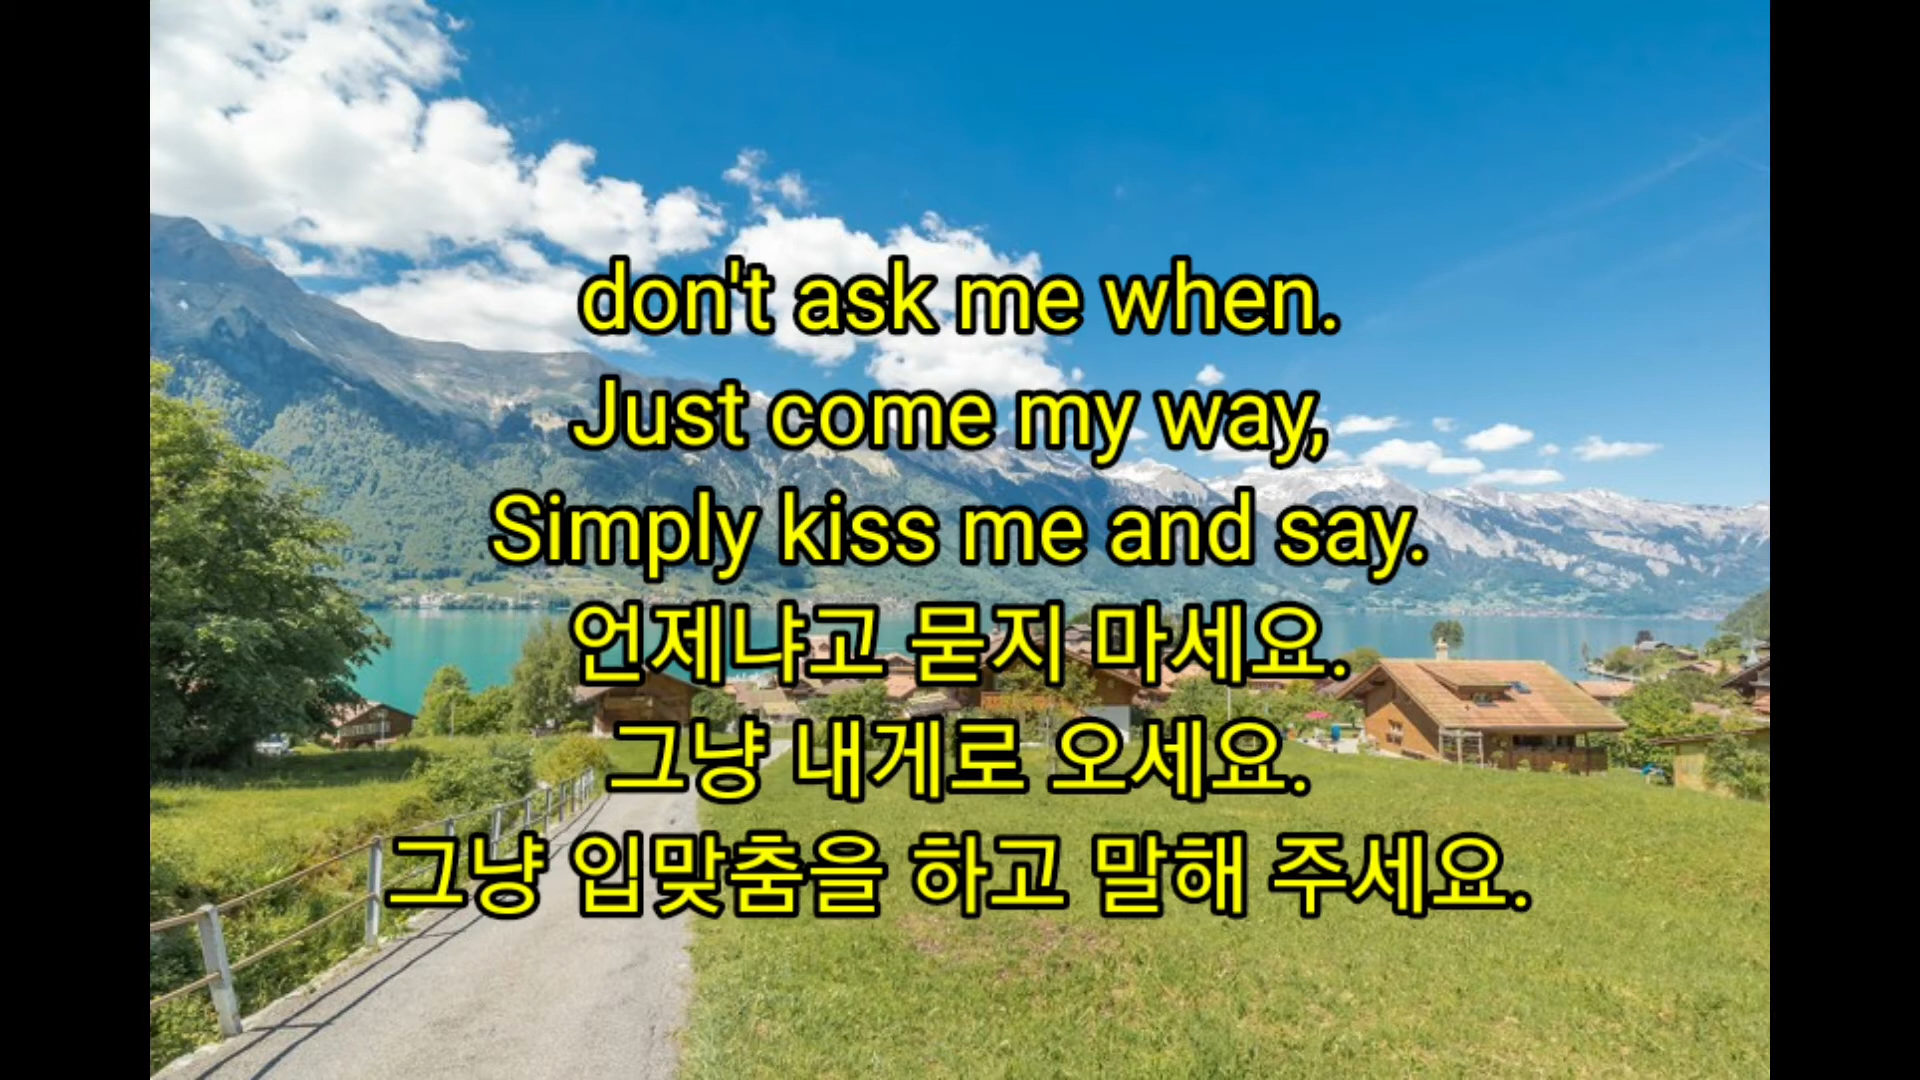 don't ask me when.
Just come my way,
Simply kiss me and say.
언제냐고 묻지 마세요.
그냥 내게로 오세요.
그냥 입맞춤을 하고 말해 주세요.